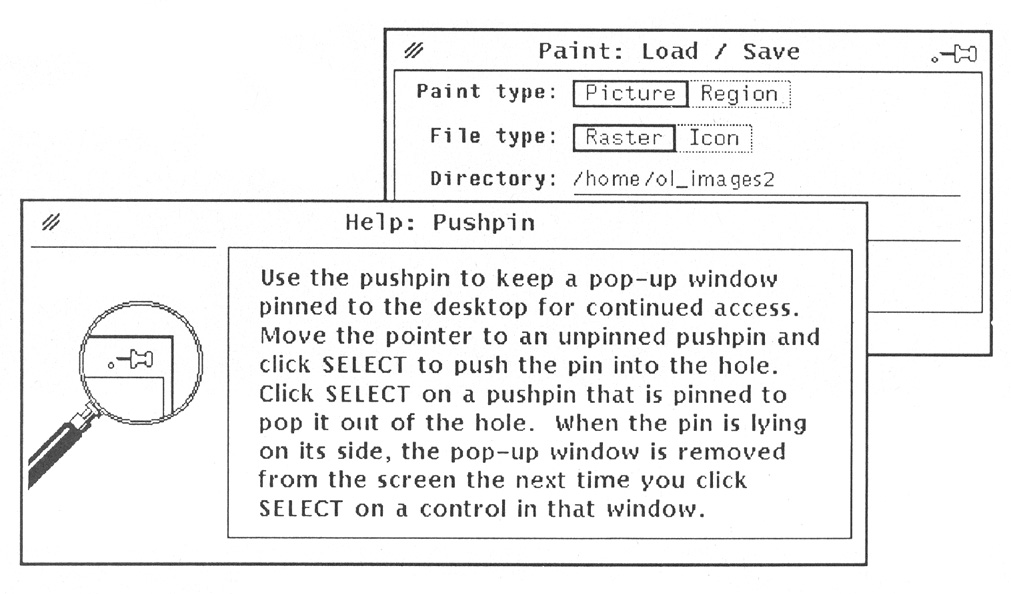 Paint: Load / Save
Paint type: Picture Region
File type: Raster Icon
Directory: /home/ol_images2
Help: Pushpin
Use the pushpin to keep a pop-up window
pinned to the desktop for continued access.
Move the pointer to an unpinned pushpin and
click SELECT to push the pin into the hole.
Click SELECT on a pushpin that is pinned to
pop it out of the hole. When the pin is lying
on its side, the pop-up window is removed
from the screen the next time you click
SELECT on a control in that window.